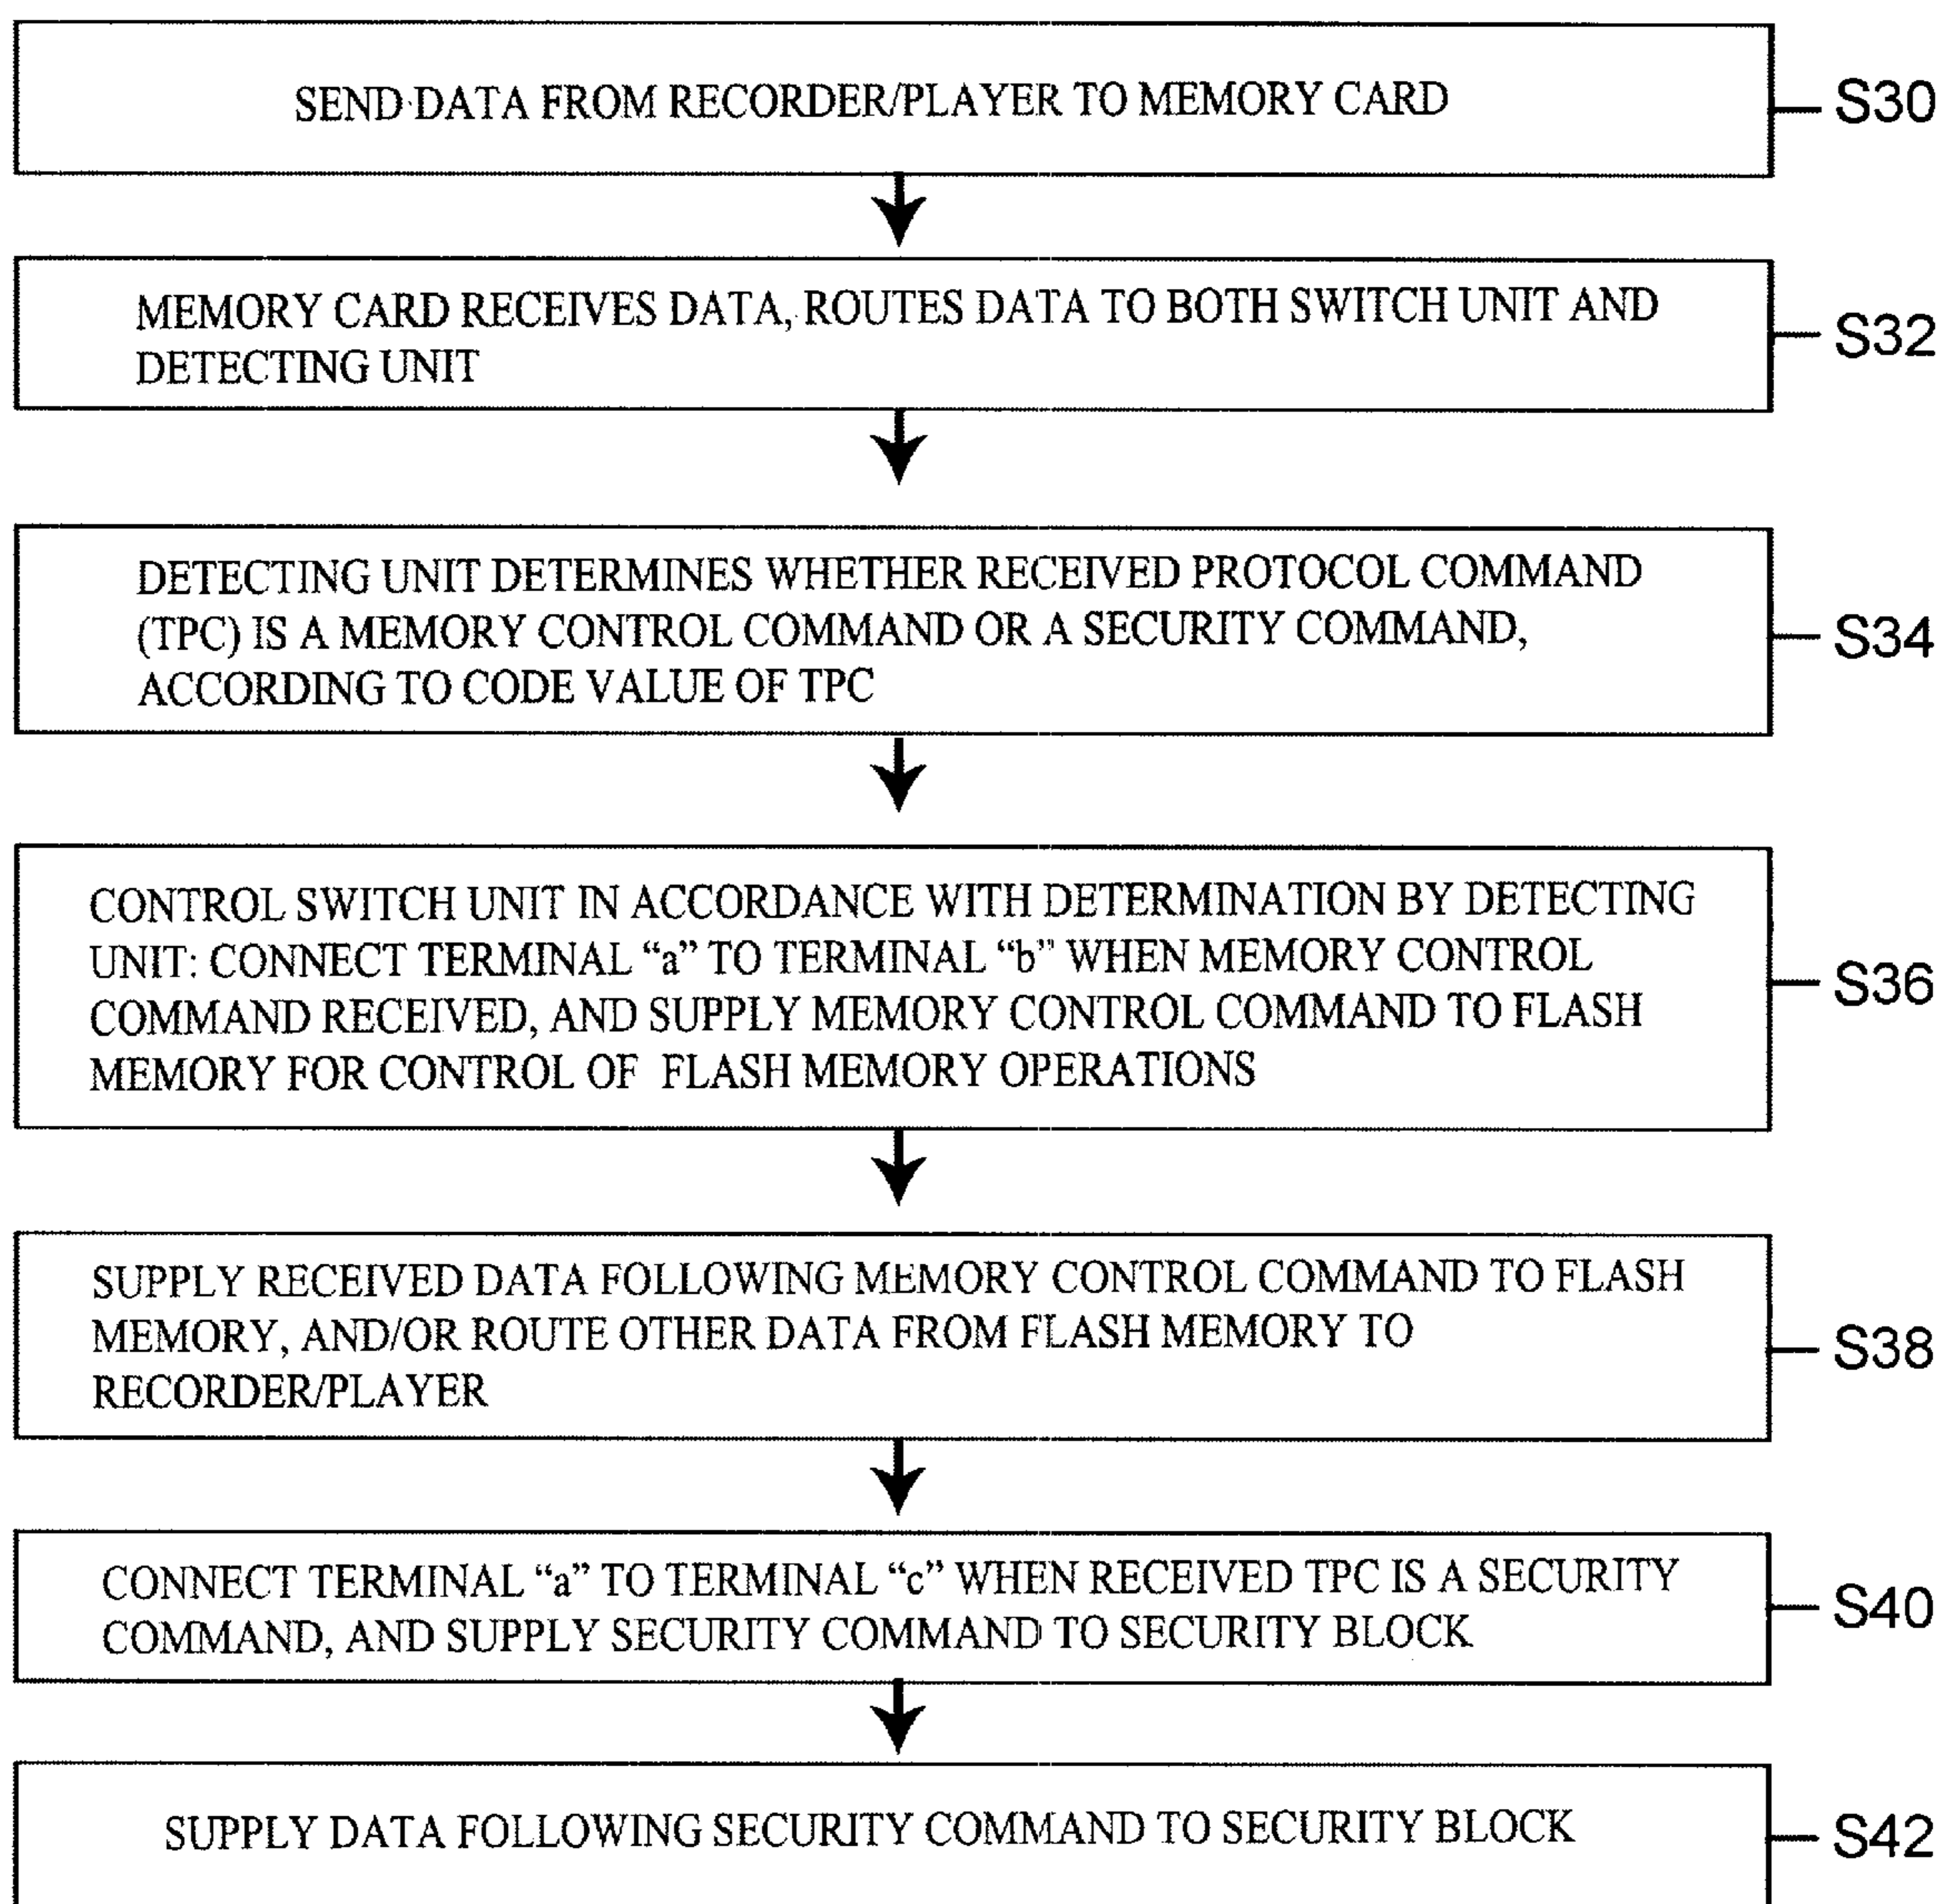 SEND DATA FROM RECORDER/PLAYER TO MEMORY CARD
S30
MEMORY CARD RECEIVES DATA, ROUTES DATA TO BOTH SWITCH UNIT AND
DETECTING UNIT
S32
DETECTING UNIT DETERMINES WHETHER RECEIVED PROTOCOL COMMAND
(TPC) IS A MEMORY CONTROL COMMAND OR A SECURITY COMMAND,
ACCORDING TO CODE VALUE OF TPC
S34
CONTROL SWITCH UNIT IN ACCORDANCE WITH DETERMINATION BY DETECTING
UNIT: CONNECT TERMINAL “a” TO TERMINAL “b” WHEN MEMORY CONTROL
COMMAND RECEIVED, AND SUPPLY MEMORY CONTROL COMMAND TO FLASH
MEMORY FOR CONTROL OF FLASH MEMORY OPERATIONS
S36
SUPPLY RECEIVED DATA FOLLOWING MEMORY CONTROL COMMAND TO FLASH
MEMORY, AND/OR ROUTE OTHER DATA FROM FLASH MEMORY TO
RECORDER/PLAYER
S38
CONNECT TERMINAL “a” TO TERMINAL “c” WHEN RECEIVED TPC IS A SECURITY
COMMAND, AND SUPPLY SECURITY COMMAND TO SECURITY BLOCK
S40
SUPPLY DATA FOLLOWING SECURITY COMMAND TO SECURITY BLOCK
S42